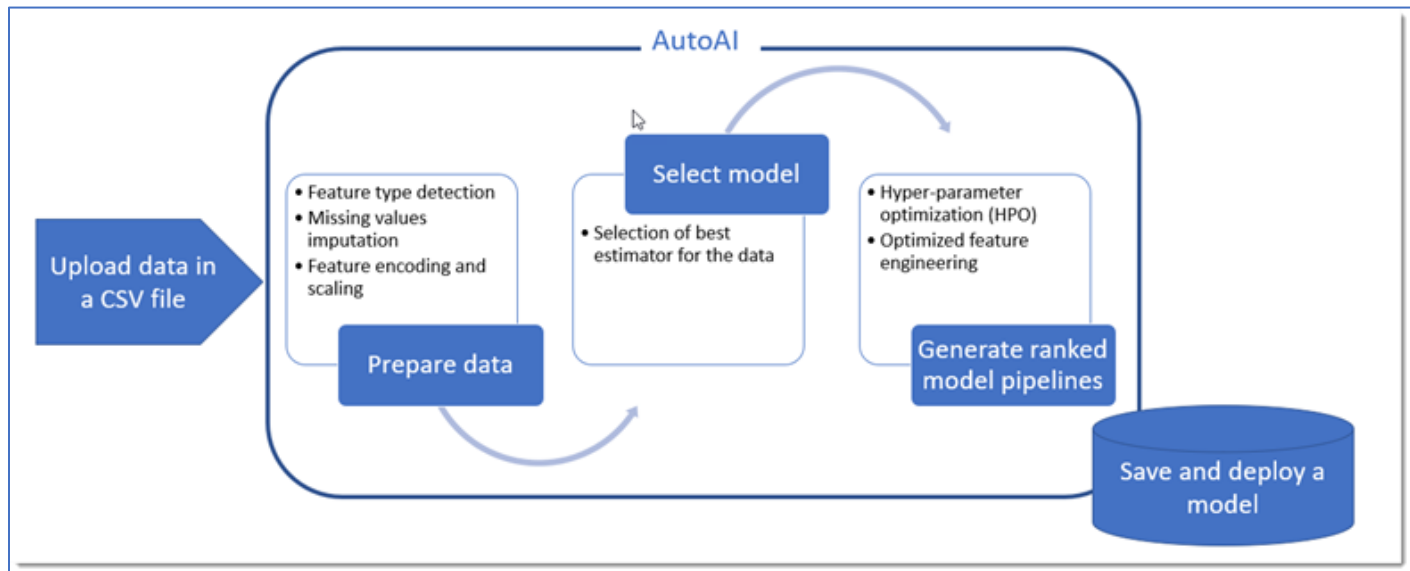 AutoAI
Upload data in
a CSV file
• Feature type detection
• Missing values
imputation
• Feature encoding and
scaling
Prepare data
Select model
• Selection of best
estimator for the data
• Hyper-parameter
optimization (HPO)
• Optimized feature
engineering
Generate ranked
model pipelines
Save and deploy a
model